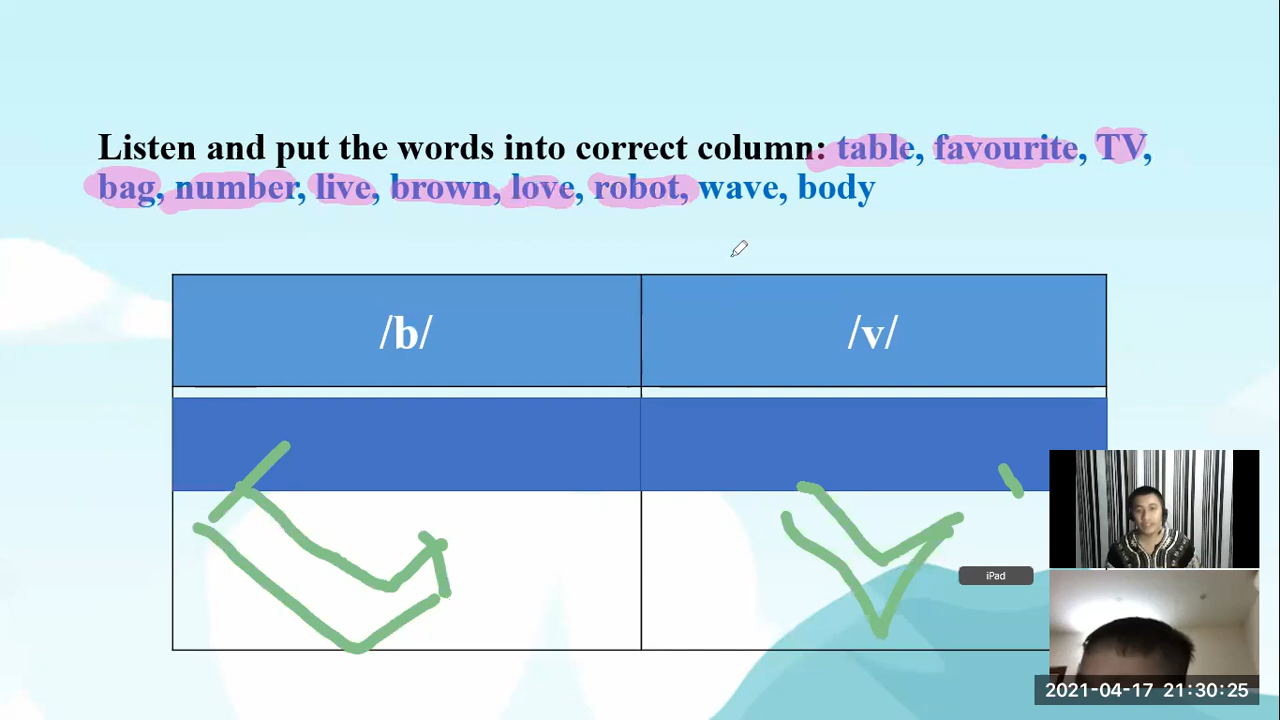 Listen and put the words into correct column: table, favourite, TV,
bag, number, live, brown, love, robot, wave, body
/b/ /v/
iPad
2021-04-17 21:30:25